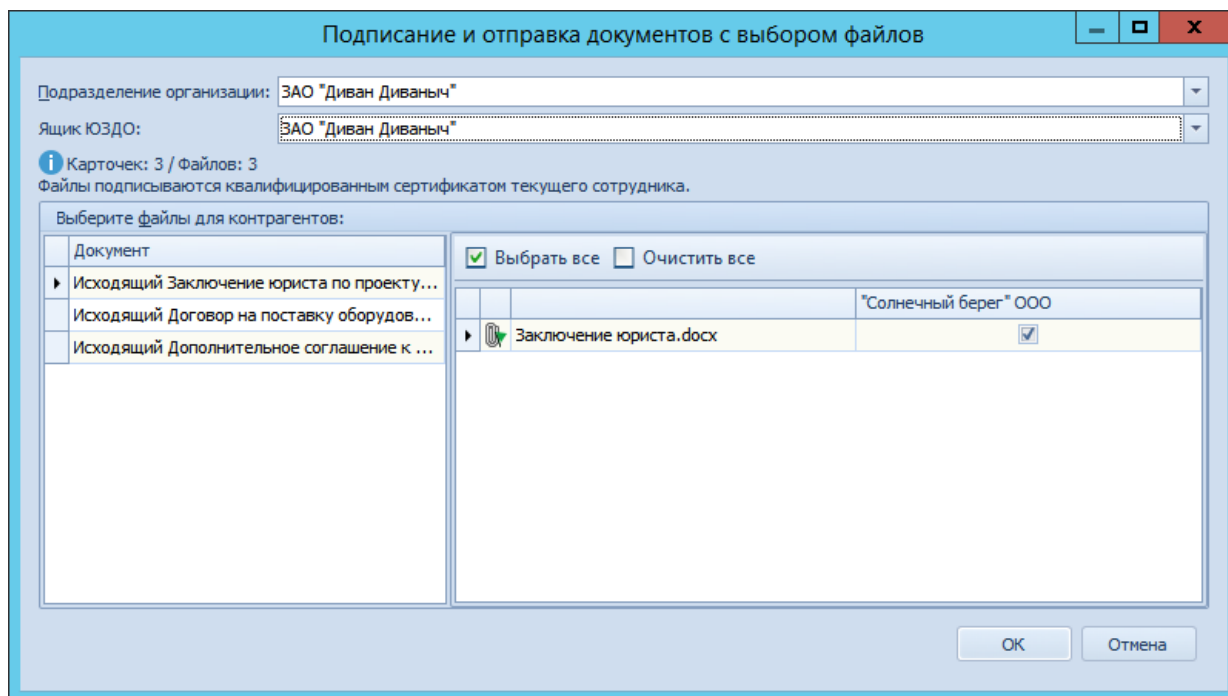 Подписание и отправка документов с выбором файлов
Подразделение организации: ЗАО "Диван Диваныч"
Ящик ЮЗДО: ЗАО "Диван Диваныч"
Карточек: 3 / Файлов: 3
Файлы подписываются квалифицированным сертификатом текущего сотрудника.
Выберите файлы для контрагентов:
Документ
Исходящий Заключение юриста по проекту...
Исходящий Договор на поставку оборудов...
Исходящий Дополнительное соглашение к ...
Выбрать все Очистить все
"Солнечный берег" ООО
Заключение юриста.docx
ОК Отмена